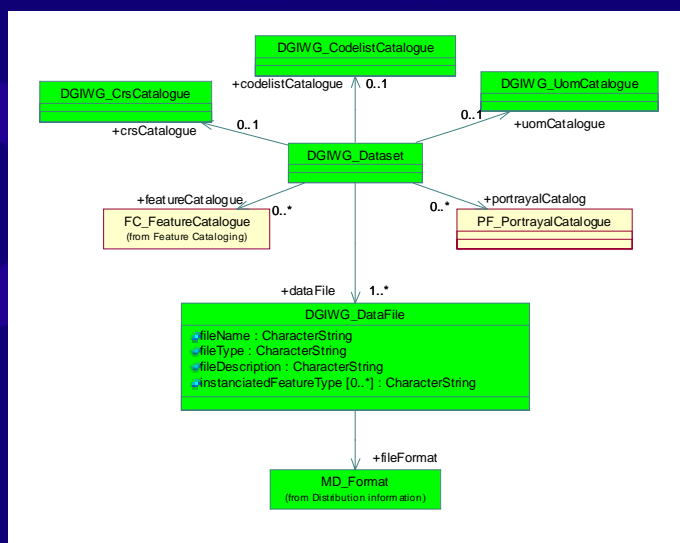 DGIWG_CodelistCatalogue
+codelistCatalogue 0..1
DGIWG_CrsCatalogue
+crsCatalogue 0..1
DGIWG_UomCatalogue
0..1 +uomCatalogue
DGIWG_Dataset
+featureCatalogue 0..*
FC_FeatureCatalogue
(from Feature Cataloging)
+portrayalCatalog
0..*
PF_PortrayalCatalogue
+dataFile 1..*
DGIWG_DataFile
fileName : CharacterString
fileType : CharacterString
fileDescription : CharacterString
instanciatedFeatureType [0..*] : CharacterString
+fileFormat
MD_Format
(from Distribution information)